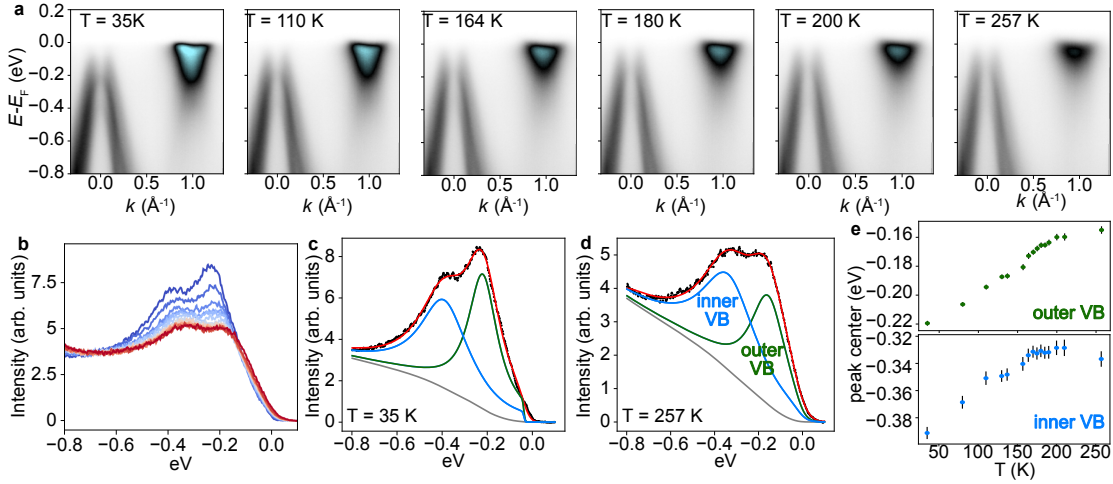 a
T = 35K
T = 110 K
T = 164 K
T = 180 K
T = 200 K
T = 257 K
E-EF (eV)
0.2
0.0
−0.2
−0.4
−0.6
−0.8
0.0 0.5 1.0
0.0 0.5 1.0
0.0 0.5 1.0
0.0 0.5 1.0
0.0 0.5 1.0
0.0 0.5 1.0
k (Å-1)
k (Å-1)
k (Å-1)
k (Å-1)
k (Å-1)
k (Å-1)
b
Intensity (arb. units)
7.5
5.0
2.5
0
−0.8 −0.6 −0.4 −0.2 0.0
eV
c
Intensity (arb. units)
8
6
4
2
0
T = 35 K
−0.8 −0.6 −0.4 −0.2 0.0
eV
d
Intensity (arb. units)
5
4
3
2
1
0
inner
VB
outer
VB
T = 257 K
−0.8 −0.6 −0.4 −0.2 0.0
eV
e
peak center (eV)
−0.16
−0.18
−0.20
−0.22
outer VB
−0.32
−0.34
−0.36
−0.38
inner VB
50 100 150 200 250
T (K)